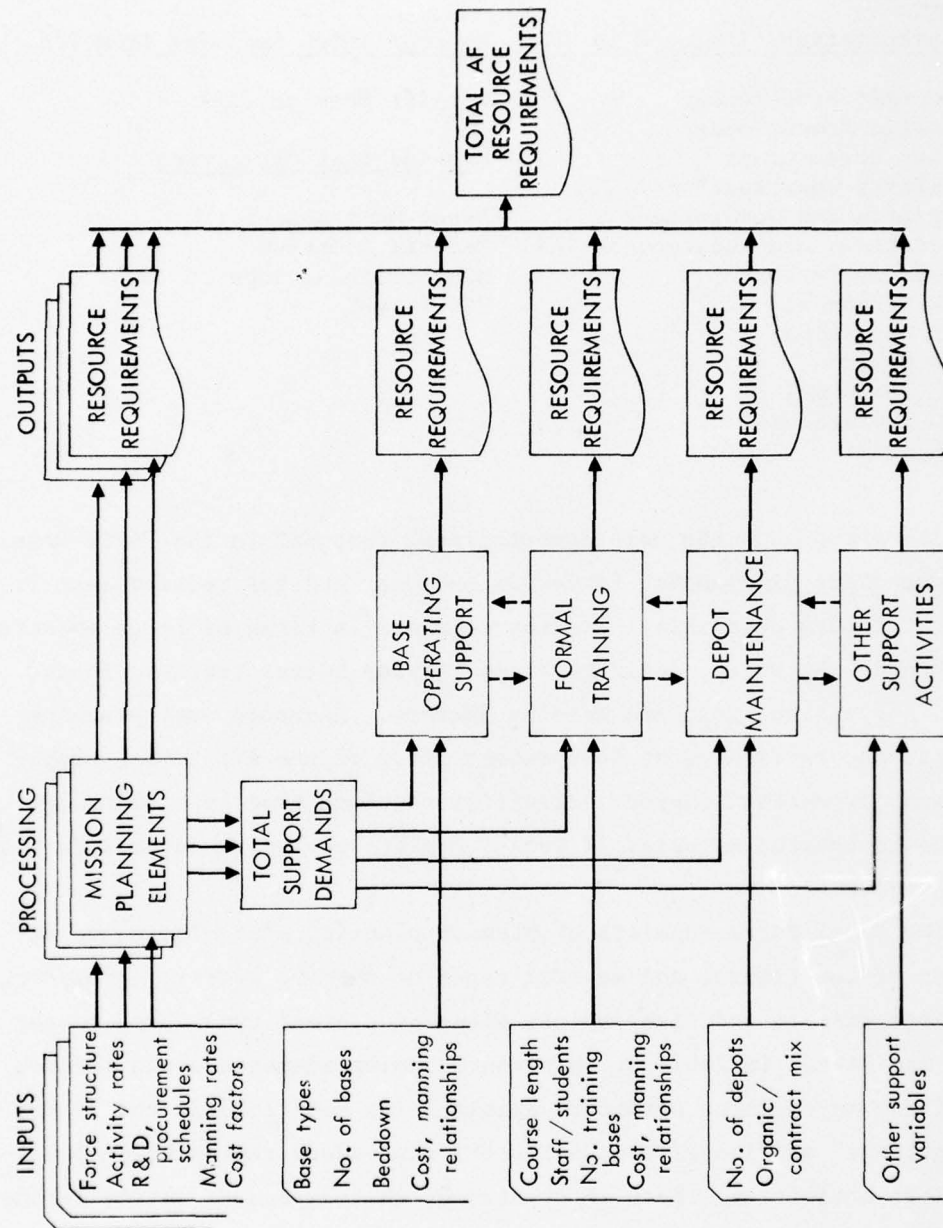 INPUTS
PROCESSING
OUTPUTS
Force structure
Activity rates
R & D,
procurement
schedules
Manning rates
Cost factors
MISSION
PLANNING
ELEMENTS
RESOURCE
REQUIREMENTS
TOTAL AF
RESOURCE
REQUIREMENTS
TOTAL
SUPPORT
DEMANDS
Base types
No. of bases
Beddown
Cost, manning
relationships
BASE
OPERATING
SUPPORT
RESOURCE
REQUIREMENTS
Course length
Staff / students
No. training
bases
Cost, manning
relationships
FORMAL
TRAINING
RESOURCE
REQUIREMENTS
No. of depots
Organic /
contract mix
DEPOT
MAINTENANCE
RESOURCE
REQUIREMENTS
Other support
variables
OTHER
SUPPORT
ACTIVITIES
RESOURCE
REQUIREMENTS